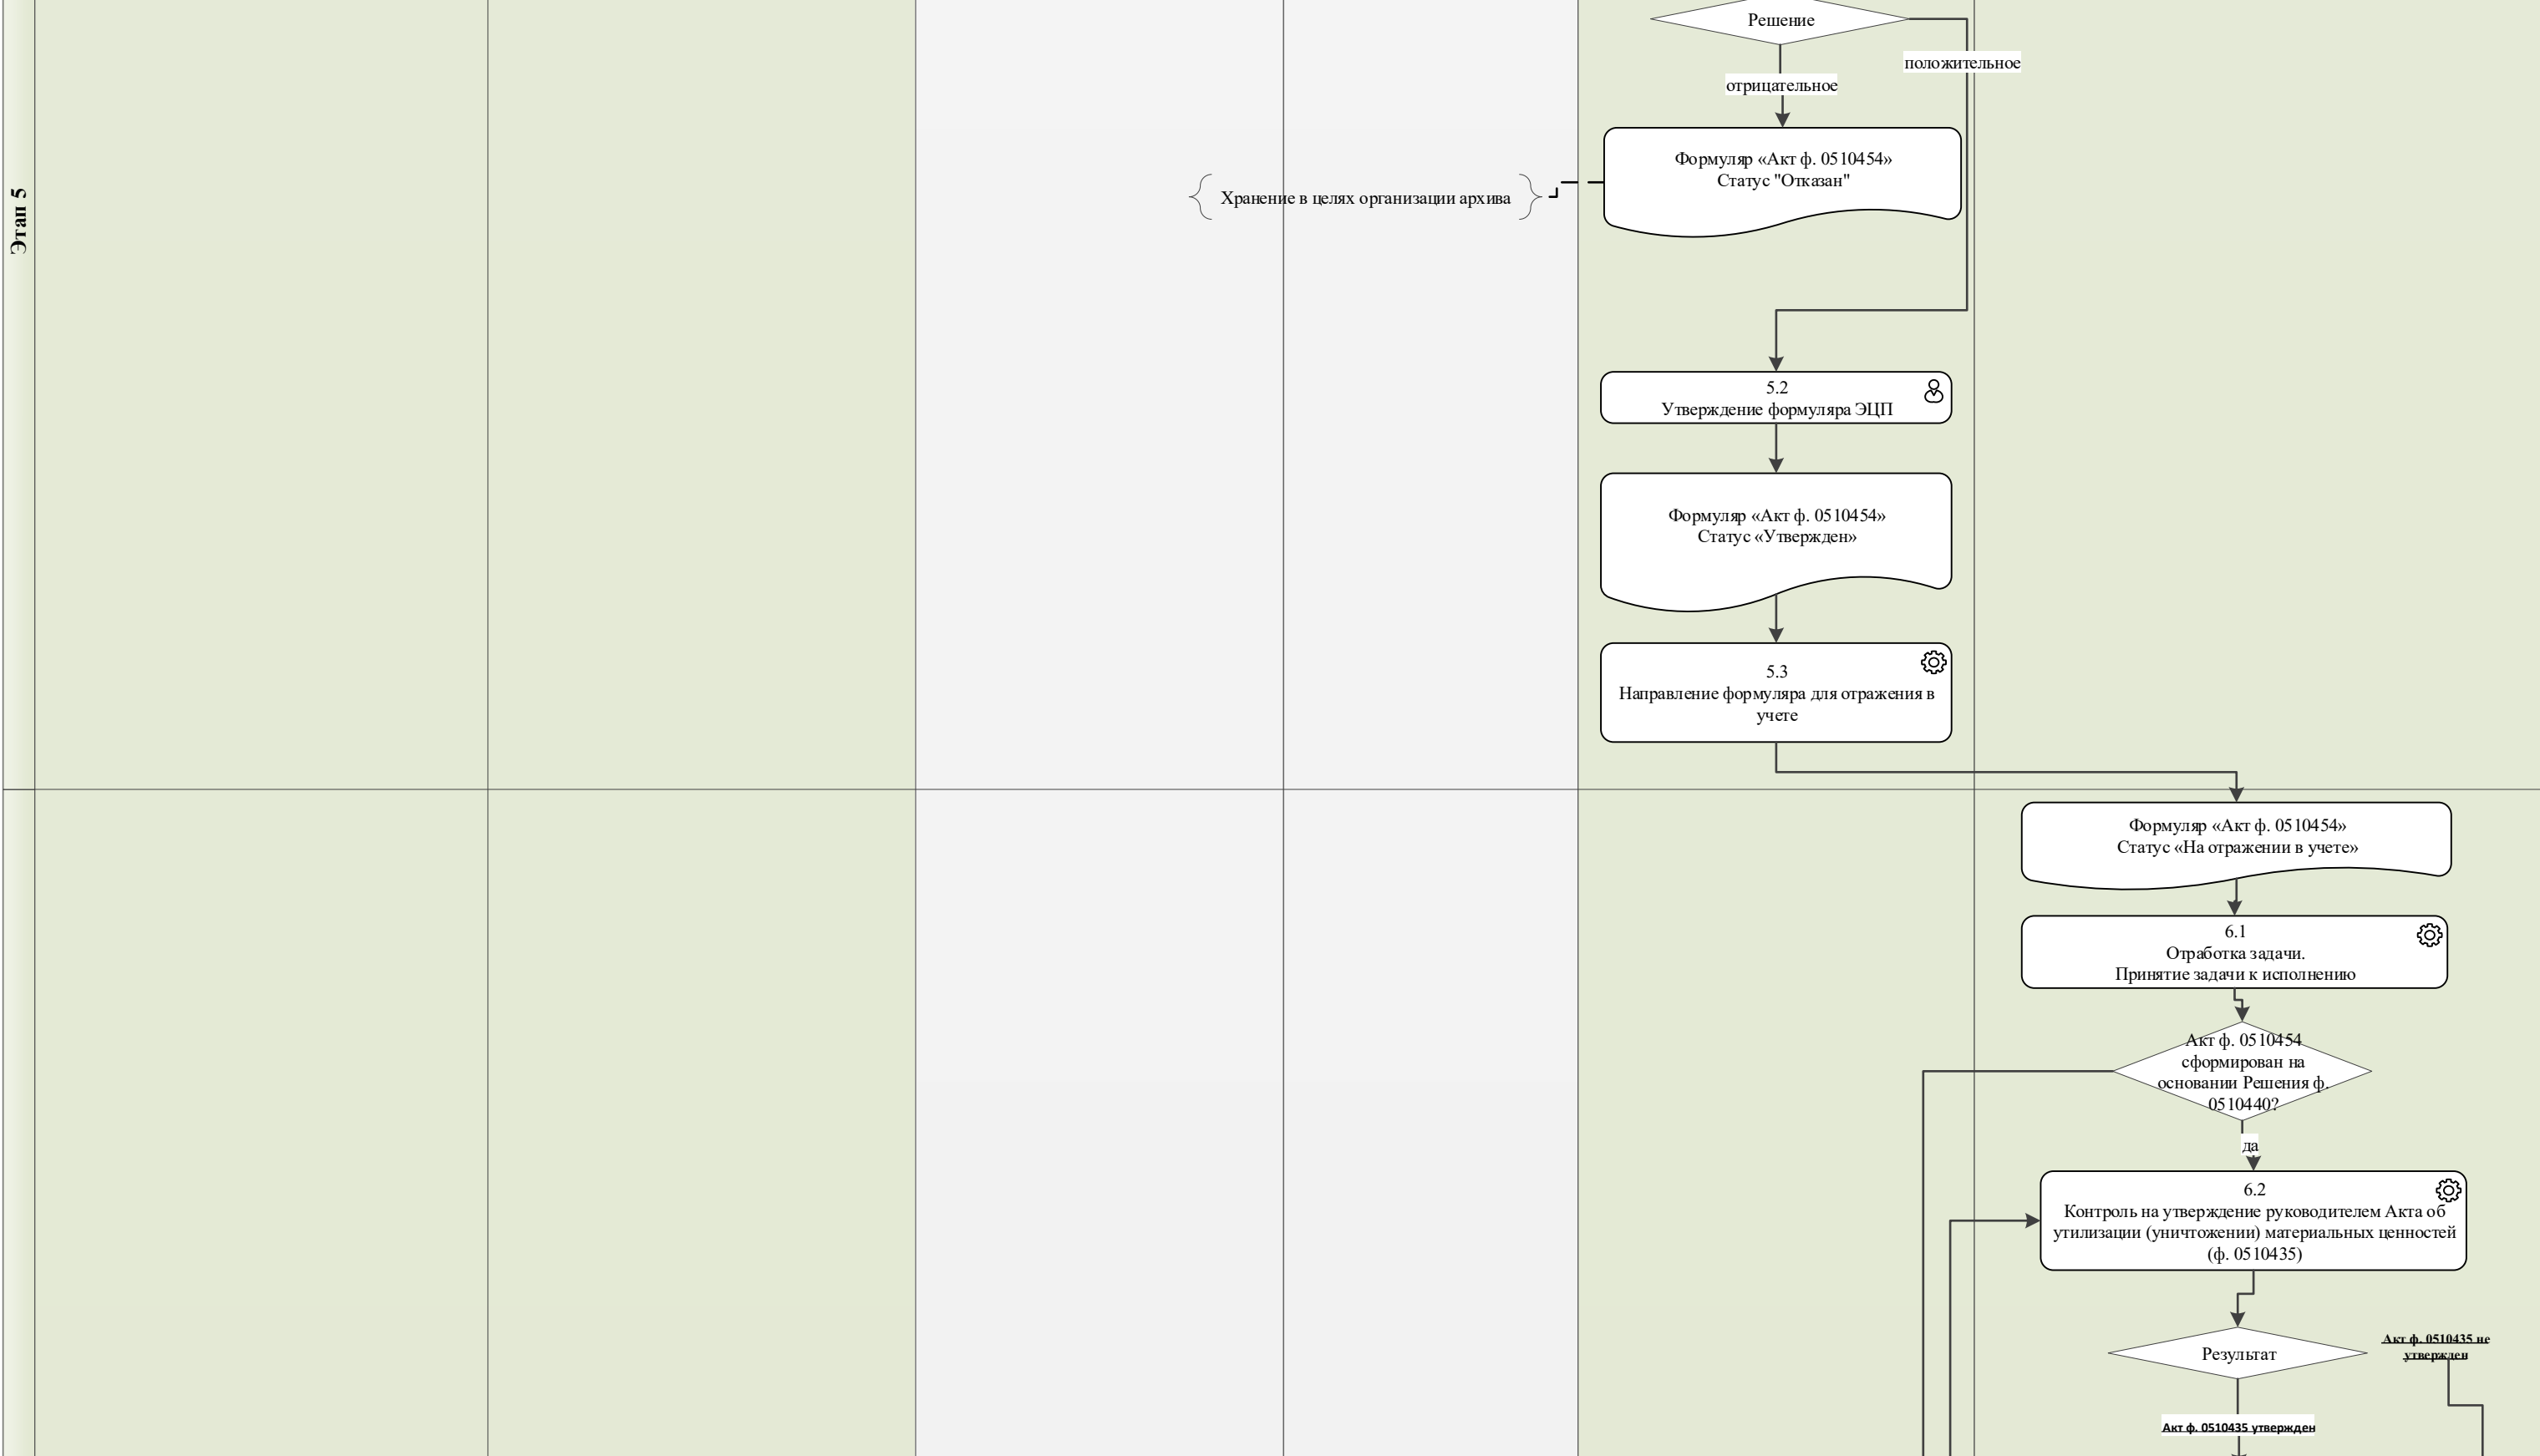 Этап 5
Решение
положительное
отрицательное
Формуляр «Акт ф. 0510454»
Статус "Отказан"
Хранение в целях организации архива
5.2
Утверждение формуляра ЭЦП
Формуляр «Акт ф. 0510454»
Статус «Утвержден»
5.3
Направление формуляра для отражения в
учете
Формуляр «Акт ф. 0510454»
Статус «На отражении в учете»
6.1
Отработка задачи.
Принятие задачи к исполнению
Акт ф. 0510454
сформирован на
основании Решения ф.
0510440?
да
6.2
Контроль на утверждение руководителем Акта об
утилизации (уничтожении) материальных ценностей
(ф. 0510435)
Результат
Акт ф. 0510435 не
утвержден
Акт ф. 0510435 утвержден